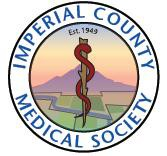 IMPERIAL COUNTY
Est. 1949
MEDICAL SOCIETY